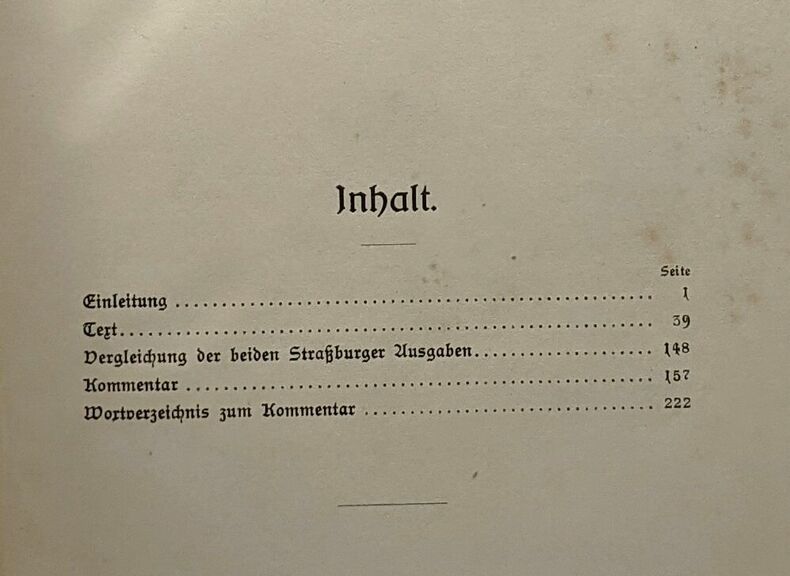 Inhalt.
Seite
Einleitung ........................................................ 1
Text................................................................ 39
Vergleichung der beiden Straßburger Ausgaben..................... 148
Kommentar ....................................................... 157
Wortverzeichnis zum Kommentar .................................. 222